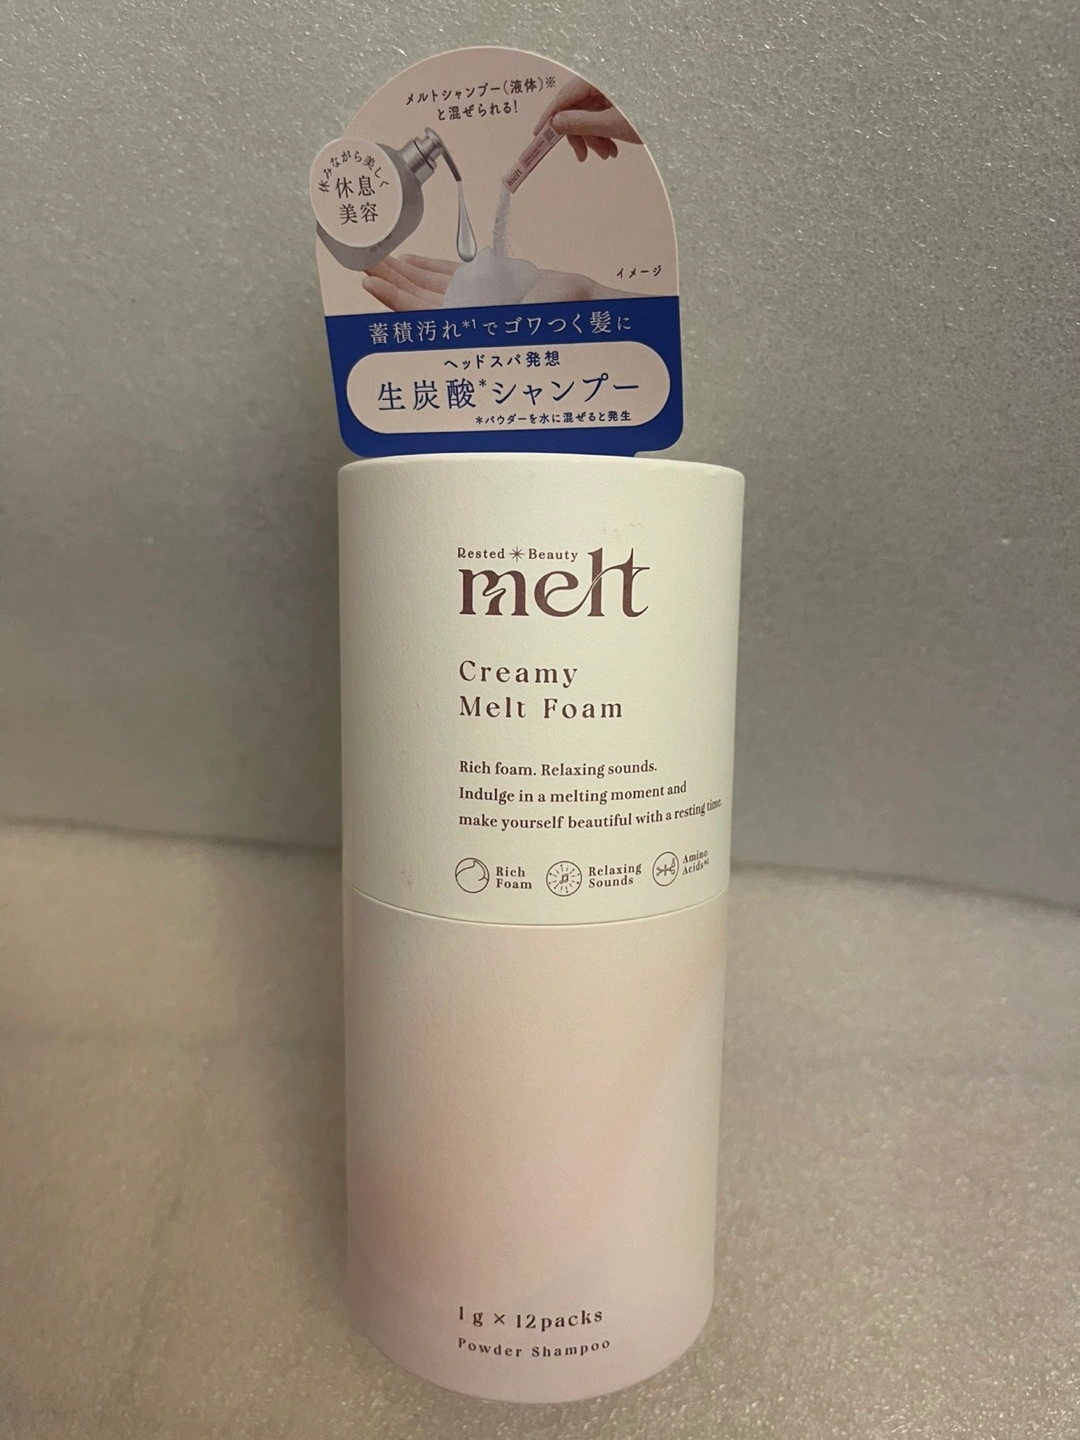 メルトシャンプー(液体)※
と混ぜられる!
休みながら美しく
休息
美容
melt
イメージ
蓄積汚れ*1でゴワつく髪に
ヘッドスパ発想
生炭酸*シャンプー
*パウダーを水に混ぜると発生
Rested Beauty
melt
Creamy
Melt Foam
Rich foam. Relaxing sounds.
Indulge in a melting moment and
make yourself beautiful with a resting time.
Rich
Foam
Relaxing
Sounds
Amino
Acids*2
1g × 12packs
Powder Shampoo